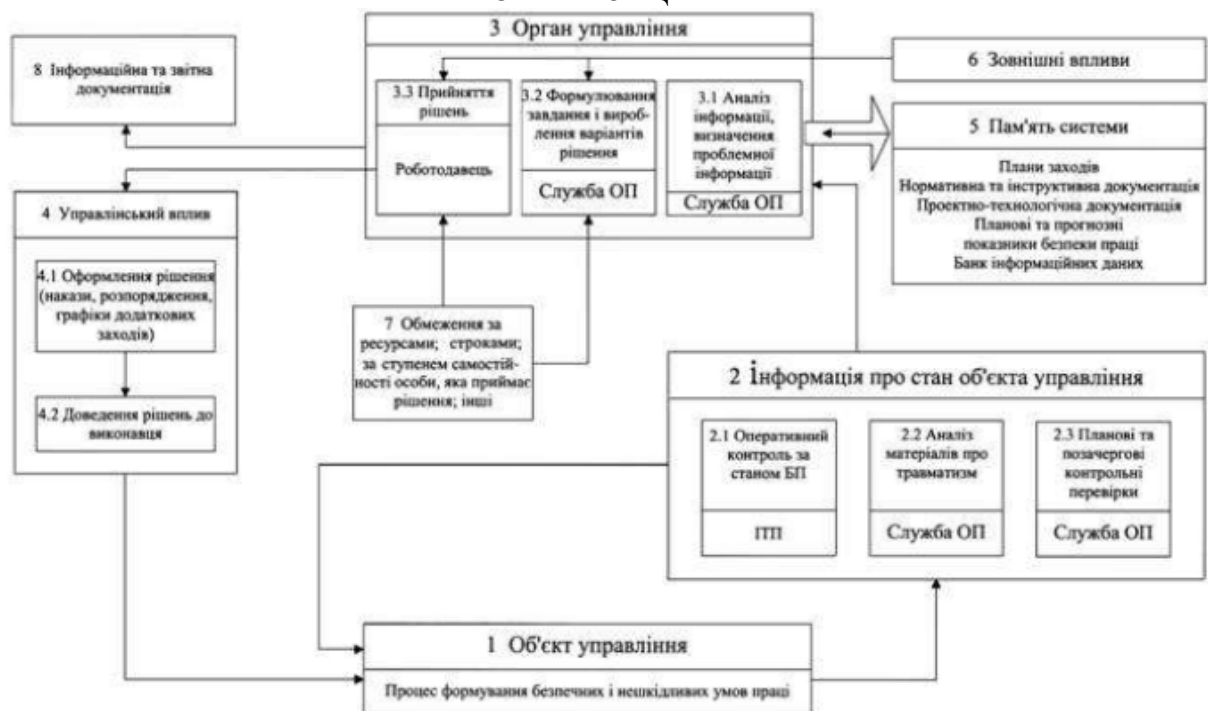 3 Орган управління
8 Інформаційна та звітна
документація
6 Зовнішні впливи
3.3 Прийняття
рішень
Роботодавець
3.2 Формулювання
завдання і вироб-
лення варіантів
рішення
Служба ОП
3.1 Аналіз
інформації,
визначення
проблемної
інформації
Служба ОП
5 Пам'ять системи
Плани заходів
Нормативна та інструктивна документація
Проектно-технологічна документація
Планові та прогнозні
показники безпеки праці
Банк інформаційних даних
4 Управлінський вплив
4.1 Оформлення рішення
(накази, розпорядження,
графіки додаткових
заходів)
4.2 Доведення рішень до
виконавця
7 Обмеження за
ресурсами; строками;
за ступенем самостій-
ності особи, яка приймає
рішення; інші
2 Інформація про стан об'єкта управління
2.1 Оперативний
контроль за
станом БП
ІТП
2.2 Аналіз
матеріалів про
травматизм
Служба ОП
2.3 Планові та
позачергові
контрольні
перевірки
Служба ОП
1 Об'єкт управління
Процес формування безпечних і нешкідливих умов праці